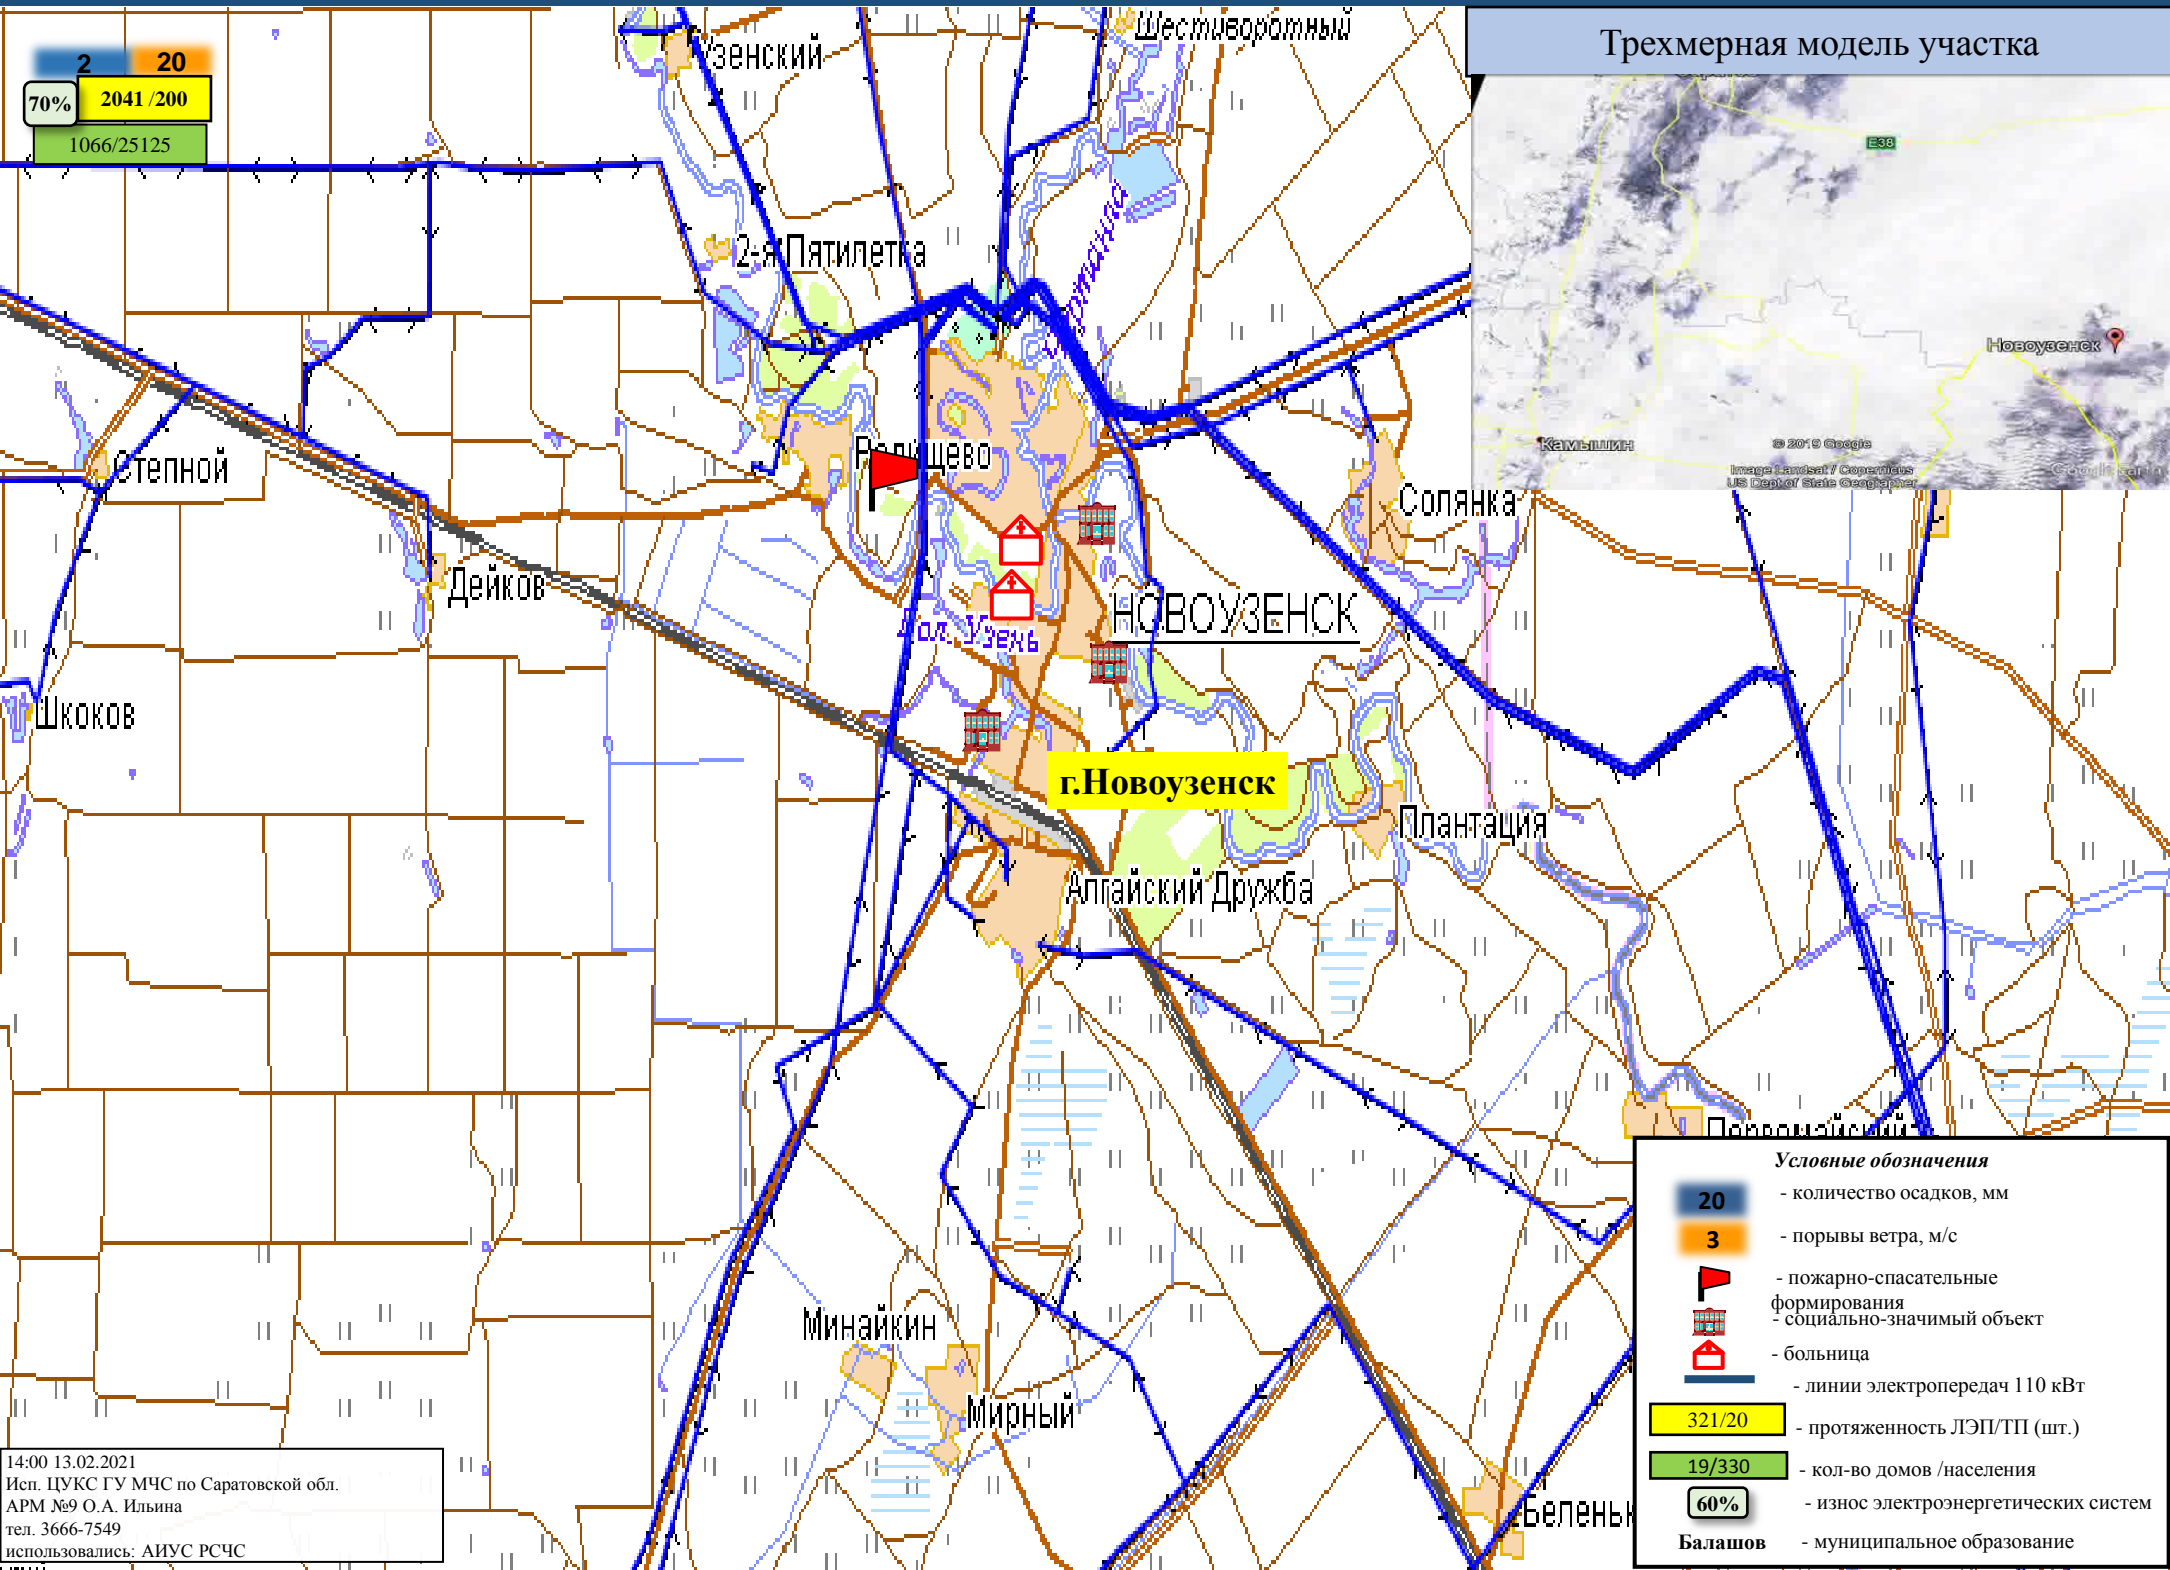 Трехмерная модель участка
2 20
70% 2041 /200
1066/25125
Шестиворотный
2-я Пятилетка
E38
Новоузенск
Камышин
© 2019 Google
Image Landsat / Copernicus
US Dept of State Geographer
Google Earth
Степной
Солянка
Дейков
НОВОУЗЕНСК
Шкоков
г.Новоузенск
Плантация
Алгайский Дружба
Первомайский
Минайкин
Мирный
Беленьк
Условные обозначения
20 - количество осадков, мм
3 - порывы ветра, м/с
- пожарно-спасательные
формирования
- социально-значимый объект
- больница
- линии электропередач 110 кВт
321/20 - протяженность ЛЭП/ТП (шт.)
19/330 - кол-во домов /населения
60% - износ электроэнергетических систем
Балашов - муниципальное образование
14:00 13.02.2021
Исп. ЦУКС ГУ МЧС по Саратовской обл.
АРМ №9 О.А. Ильина
тел. 3666-7549
использовались: АИУС РСЧС